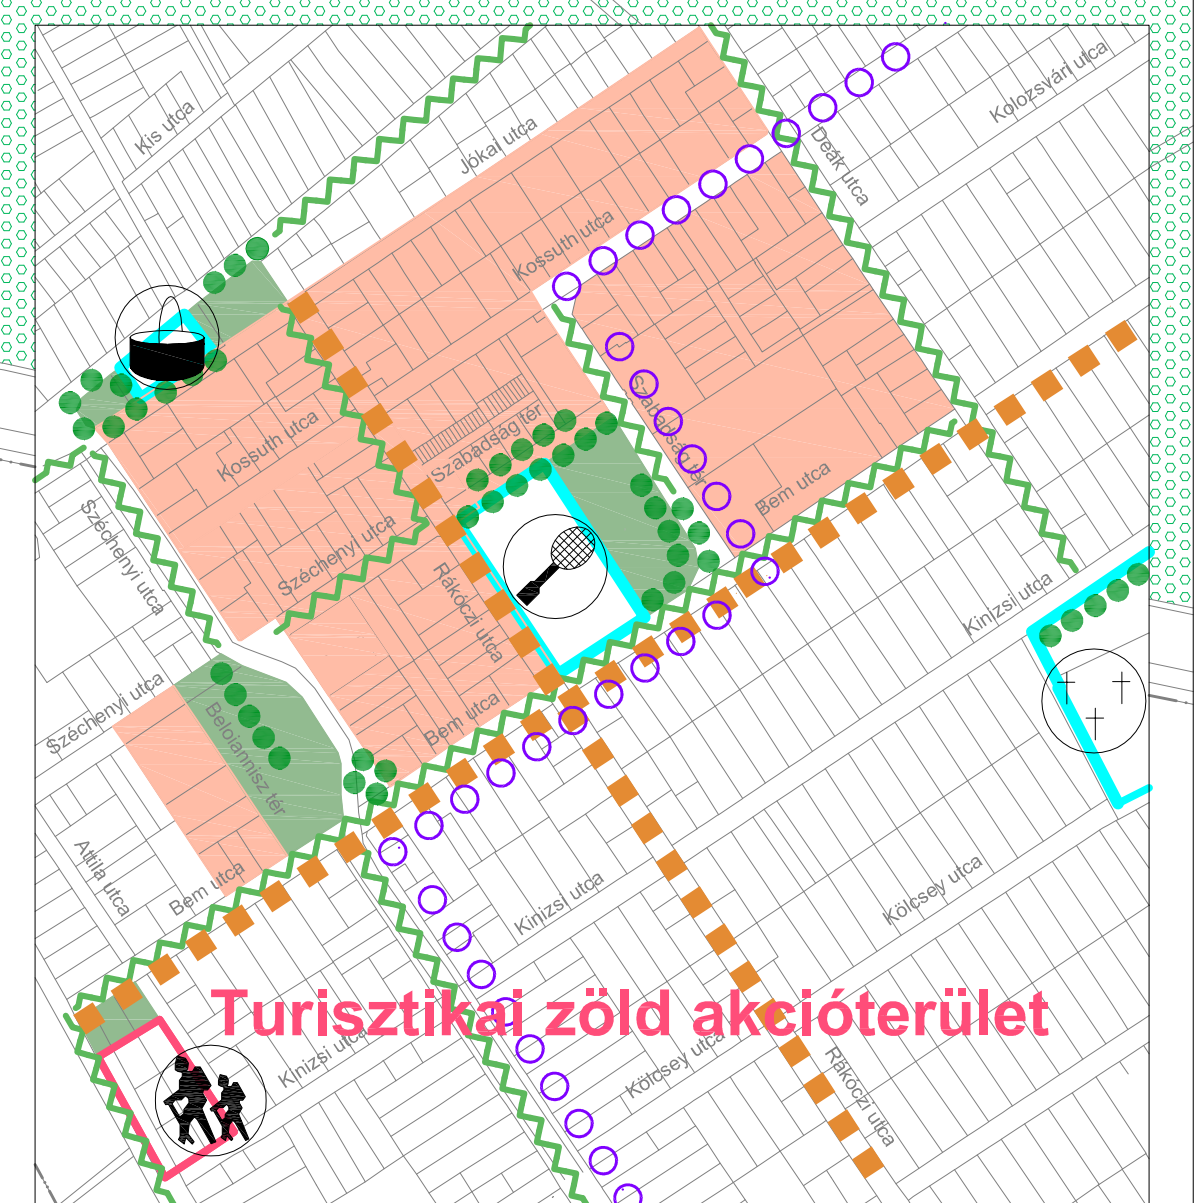 Kis utca
Jókai utca
Kolozsvári utca
Deák utca
Kossuth utca
Kossuth utca
Szabadság tér
Szabadság tér
Széchenyi utca
Széchenyi utca
Rákóczi utca
Bem utca
Kinizsi utca
Széchenyi utca
Beloiannisz tér
Bem utca
Attila utca
Bem utca
Kinizsi utca
Kölcsey utca
Turisztikai zöld akcióterület
Kinizsi utca
Kölcsey utca
Rákóczi utca